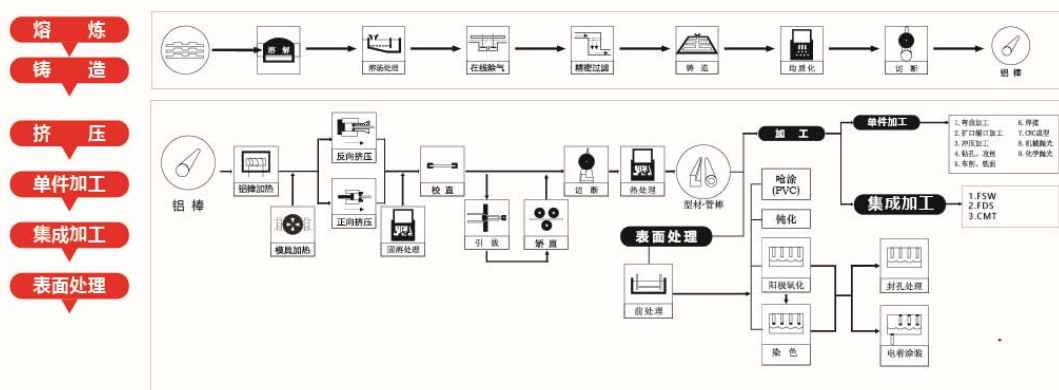 熔 炼
铸 造
挤 压
单件加工
集成加工
表面处理
溶 解
溶汤处理
在线除气
精密过滤
铸 造
均质化
切 断
铝 棒
铝 棒
铝棒加热
模具加热
反向挤压
正向挤压
固溶处理
校 直
引 拔
矫 直
切 断
热处理
型材·管棒
加 工
单件加工
1.弯曲加工
2.扩口缩口加工
3.冲压加工
4.钻孔、攻丝
5.车削、铣面
6.焊接
7.CNC成型
8.机械抛光
9.化学抛光
集成加工
1.FSW
2.FDS
3.CMT
表面处理
前处理
喷涂
(PVC)
钝化
阳极氧化
染 色
封孔处理
电着涂装